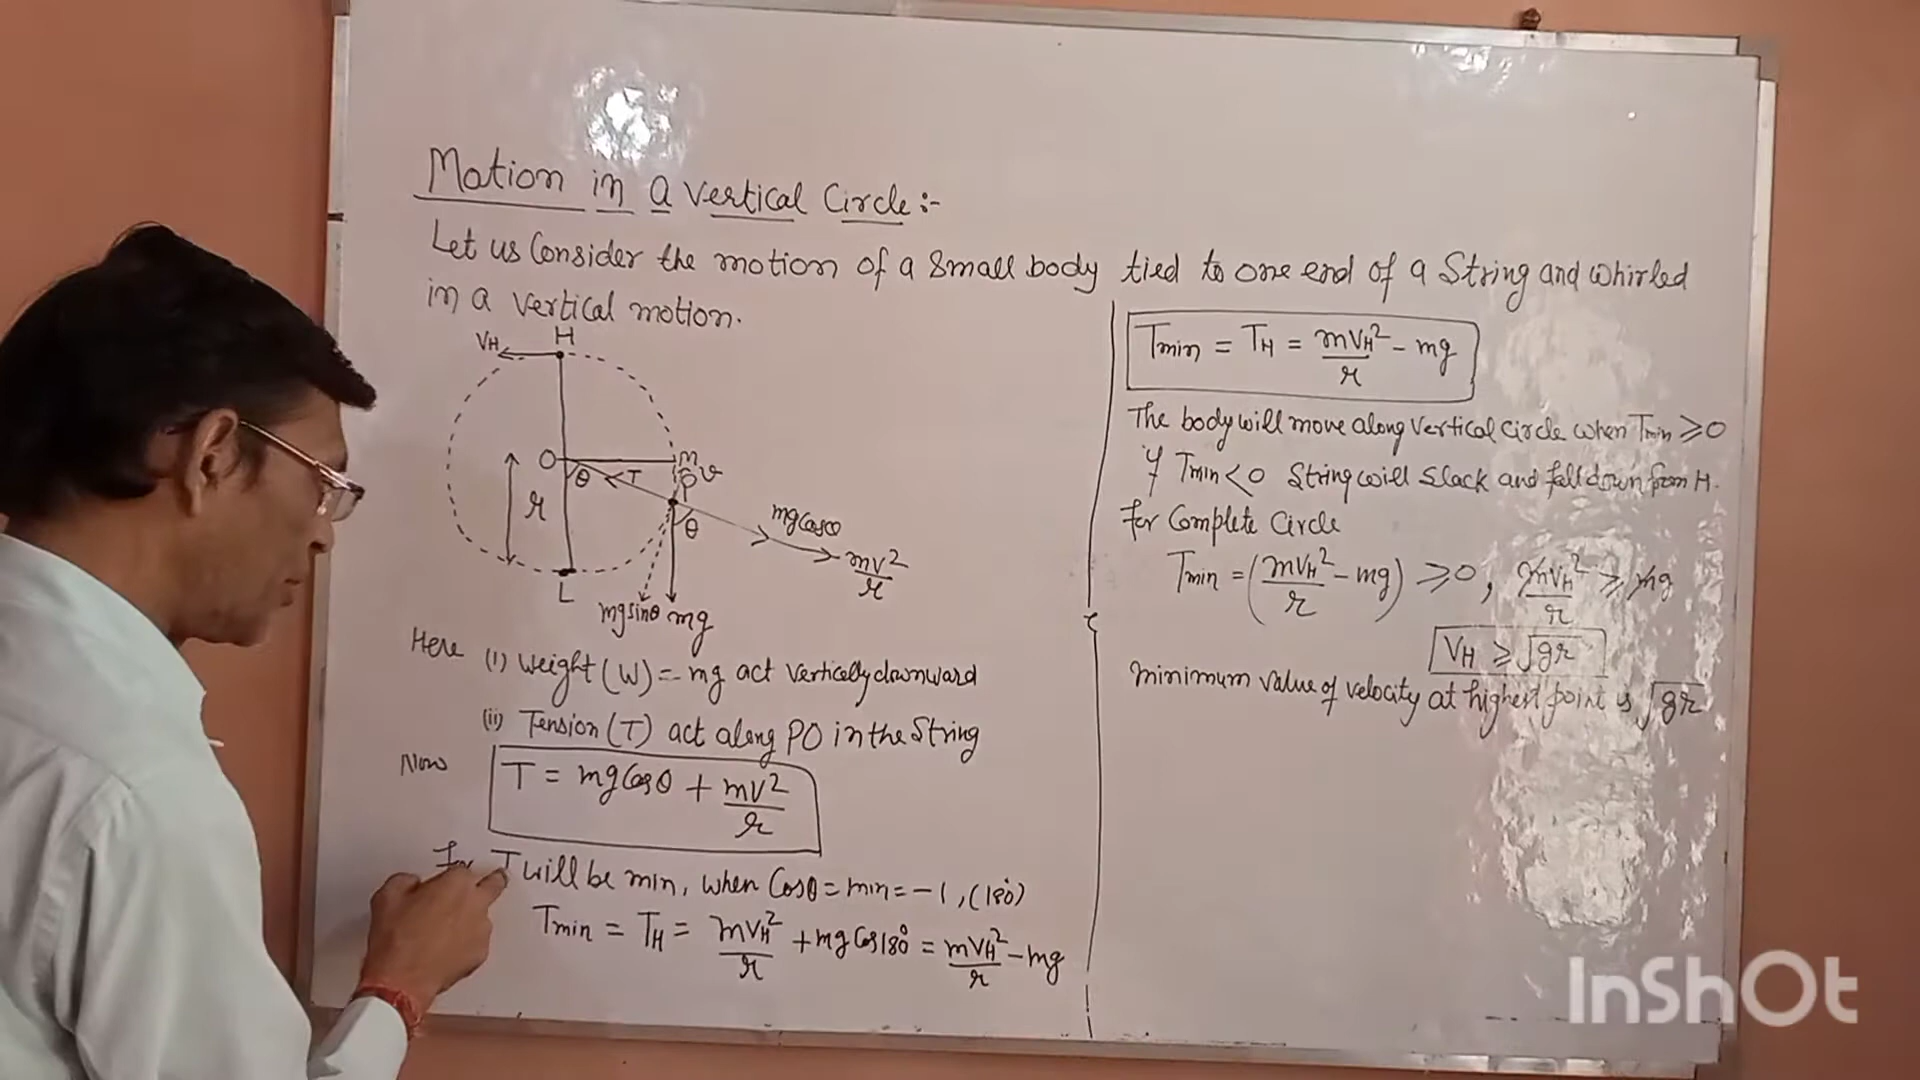 Motion in a Vertical Circle :-
Let us Consider the motion of a small body tied to one end of a String and whirled
in a vertical motion.
H
VH
O
θ
T
M
P
v
r
θ
L
mg cosθ
mv²/r
mg sinθ
mg
Here (i) Weight (W) = mg act vertically downward
(ii) Tension (T) act along PO in the String
Now
T = mg Cosθ + mv²/r
For T will be min, when Cosθ = min = -1, (180°)
Tmin = TH = mVH²/r + mg Cos180° = mVH²/r - mg
Tmin = TH = mVH²/r - mg
The body will move along vertical circle when Tmin ≥ 0
if Tmin < 0 String will Slack and fall down from H.
for Complete Circle
Tmin = (mVH²/r - mg) ≥ 0, mVH²/r ≥ mg
VH ≥ √gr
minimum value of velocity at highest point is √gr
InShOt